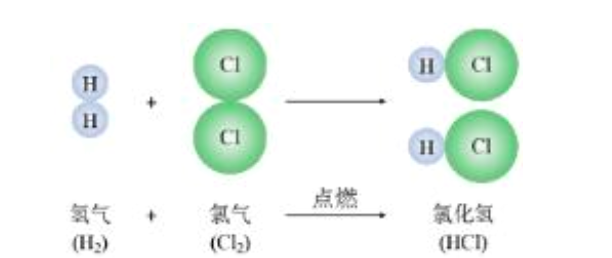 H Cl H Cl
H + Cl → H Cl
氢气 + 氯气 点燃 氯化氢
(H₂) (Cl₂) (HCl)